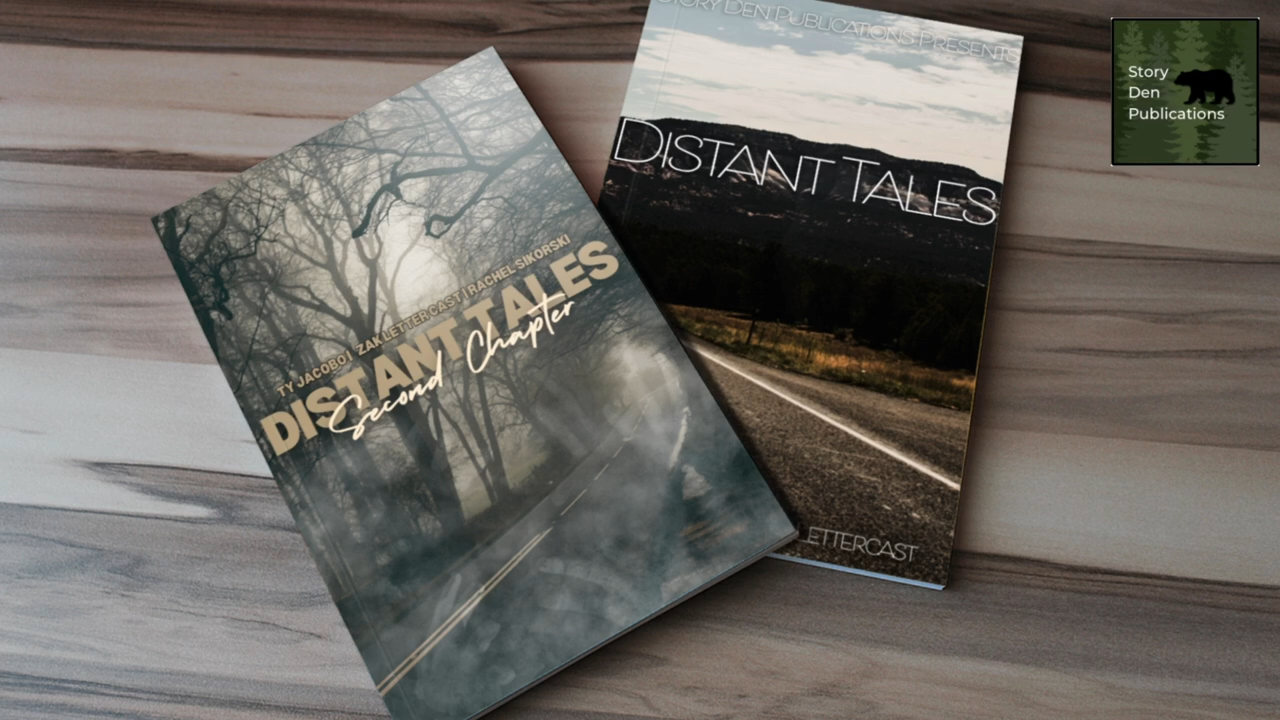 TY JACOBO | ZAK LETTERCAST | RACHEL SIKORSKI
DISTANT TALES
Second Chapter
STORY DEN PUBLICATIONS PRESENTS
DISTANT TALES
LETTERCAST
Story
Den
Publications